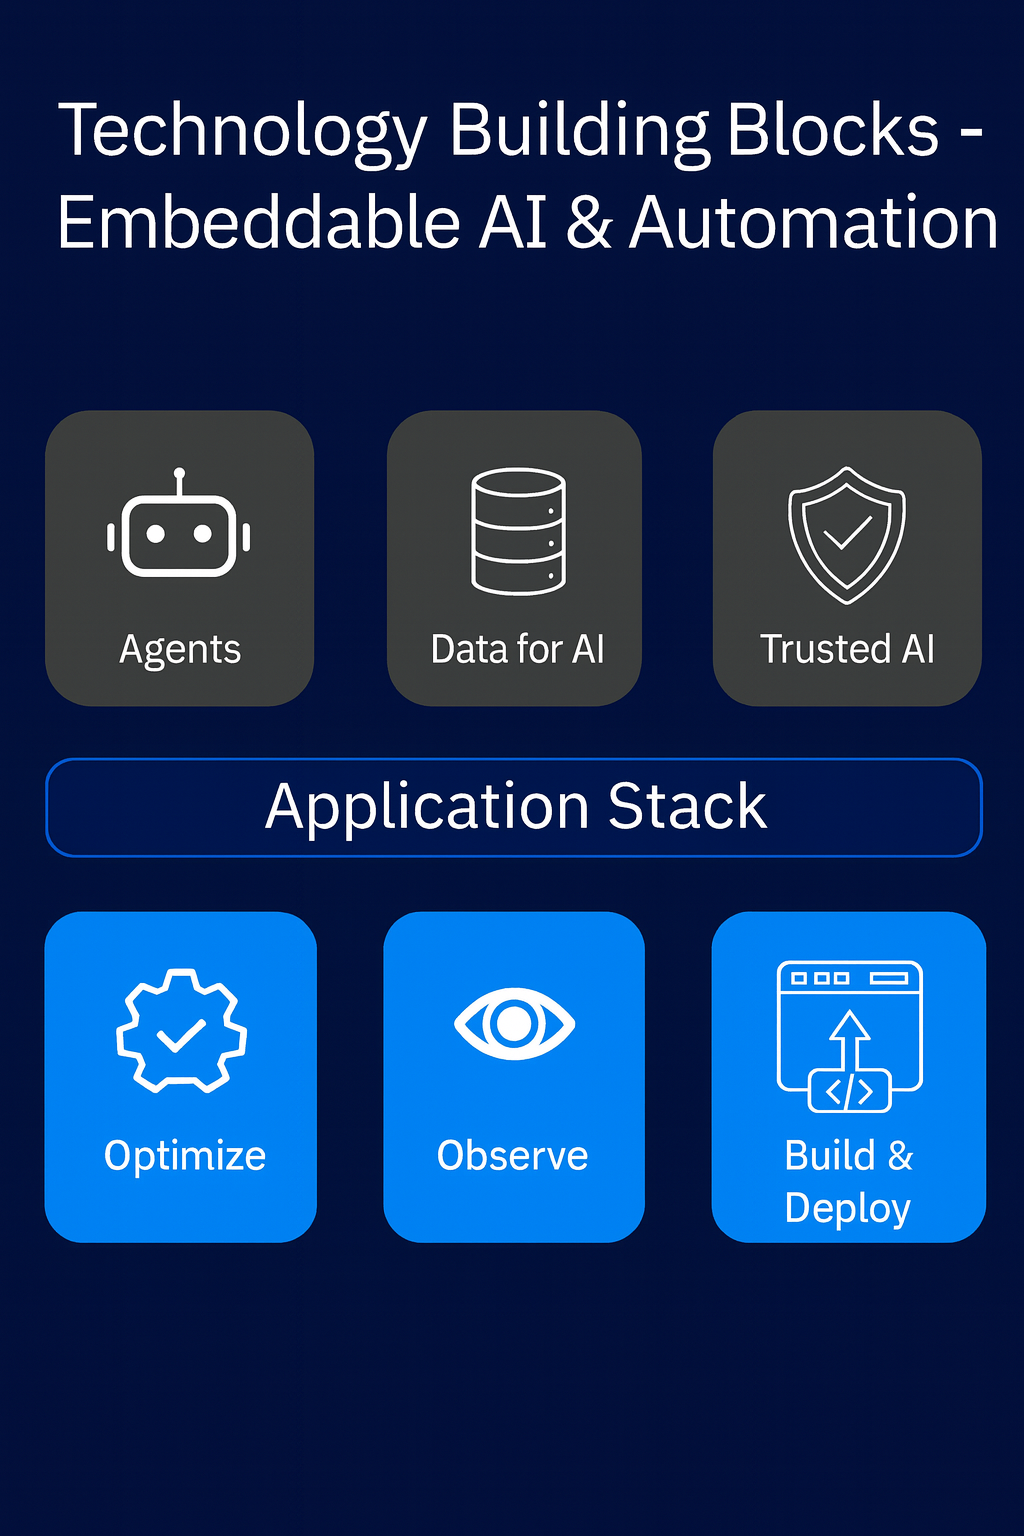 Technology Building Blocks -
Embeddable AI & Automation
Agents
Data for AI
Trusted AI
Application Stack
Optimize
Observe
Build &
Deploy